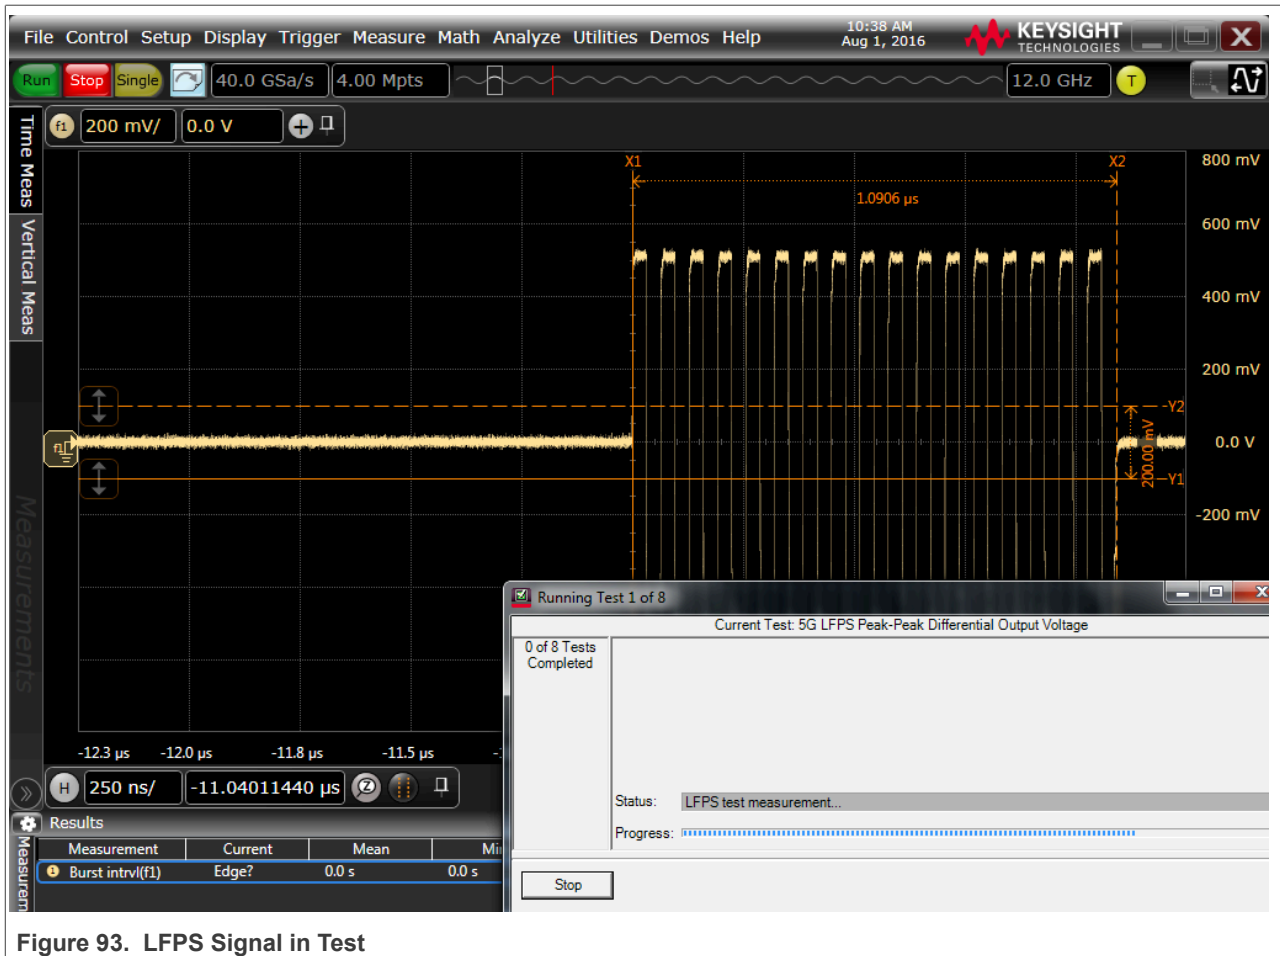 File Control Setup Display Trigger Measure Math Analyze Utilities Demos Help
10:38 AM
Aug 1, 2016
KEYSIGHT
TECHNOLOGIES
Run Stop Single 40.0 GSa/s 4.00 Mpts 12.0 GHz T
f1 200 mV/ 0.0 V
Time Meas
Vertical Meas
Measurements
X1 X2
1.0906 µs
800 mV
600 mV
400 mV
200 mV
Y2
0.0 V
200.00 mV
Y1
-200 mV
f1
-12.3 µs -12.0 µs -11.8 µs -11.5 µs
H 250 ns/ -11.04011440 µs Z
Results
Measurem
Measurement Current Mean Mi
1 Burst intrvl(f1) Edge? 0.0 s 0.0 s
Running Test 1 of 8
Current Test: 5G LFPS Peak-Peak Differential Output Voltage
0 of 8 Tests
Completed
Status: LFPS test measurement...
Progress:
Stop
Figure 93. LFPS Signal in Test